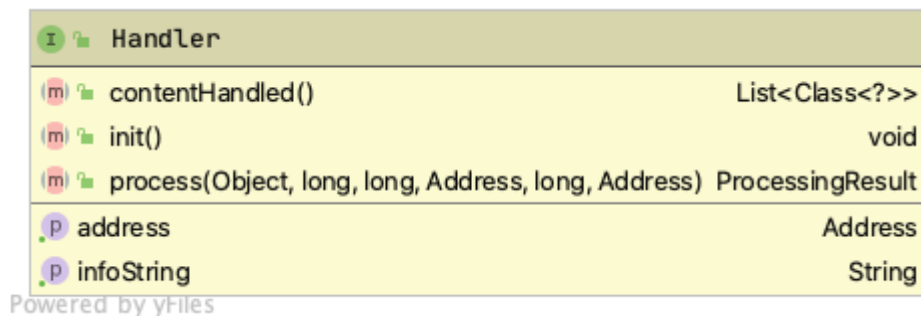 I Handler
m contentHandled() List<Class<?>>
m init() void
m process(Object, long, long, Address, long, Address) ProcessingResult
p address Address
p infoString String
Powered by yFiles